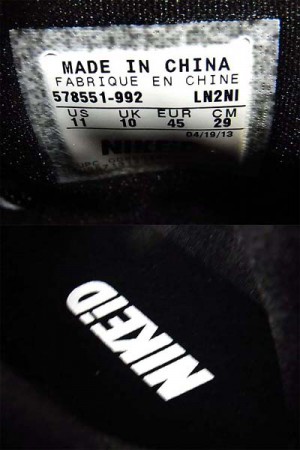 MADE IN CHINA
FABRIQUE EN CHINE
578551-992 LN2NI
US UK EUR CM
11 10 45 29
04/19/13
NIKEiD
NIKEiD